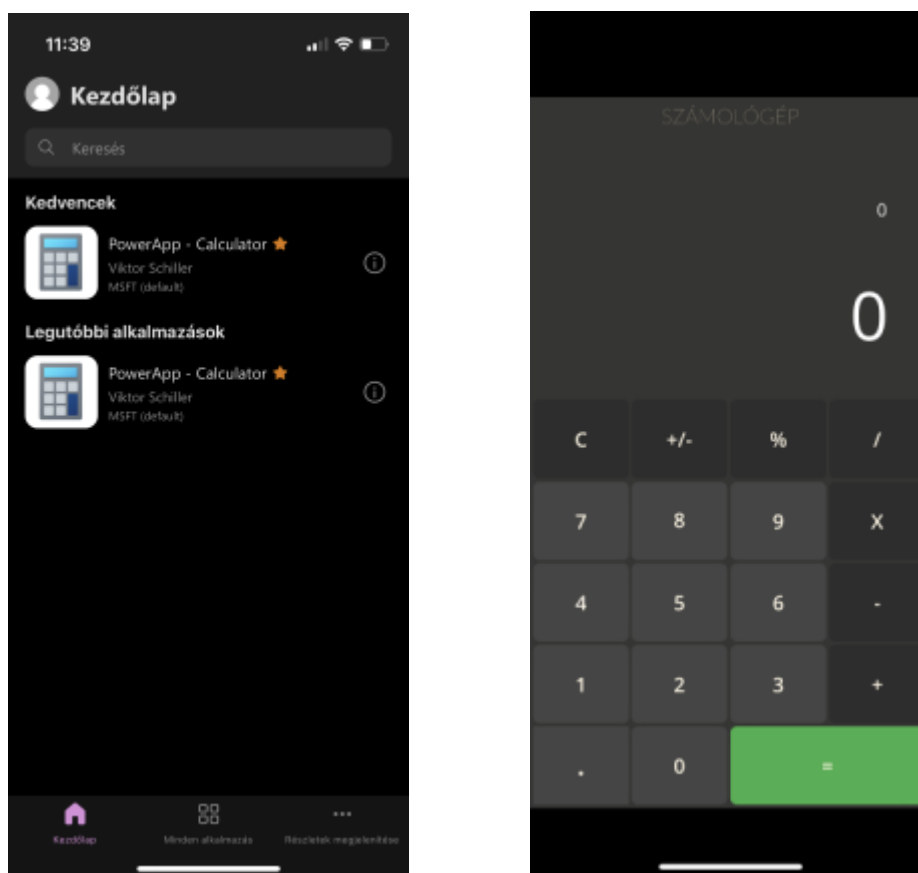 11:39
Kezdőlap
Keresés
Kedvencek
PowerApp - Calculator
Viktor Schiller
MSFT (default)
Legutóbbi alkalmazások
PowerApp - Calculator
Viktor Schiller
MSFT (default)
Kezdőlap
Minden alkalmazás
Részletek megjelenítése
SZÁMOLÓGÉP
0
0
C +/- % /
7 8 9 X
4 5 6 -
1 2 3 +
. 0 =